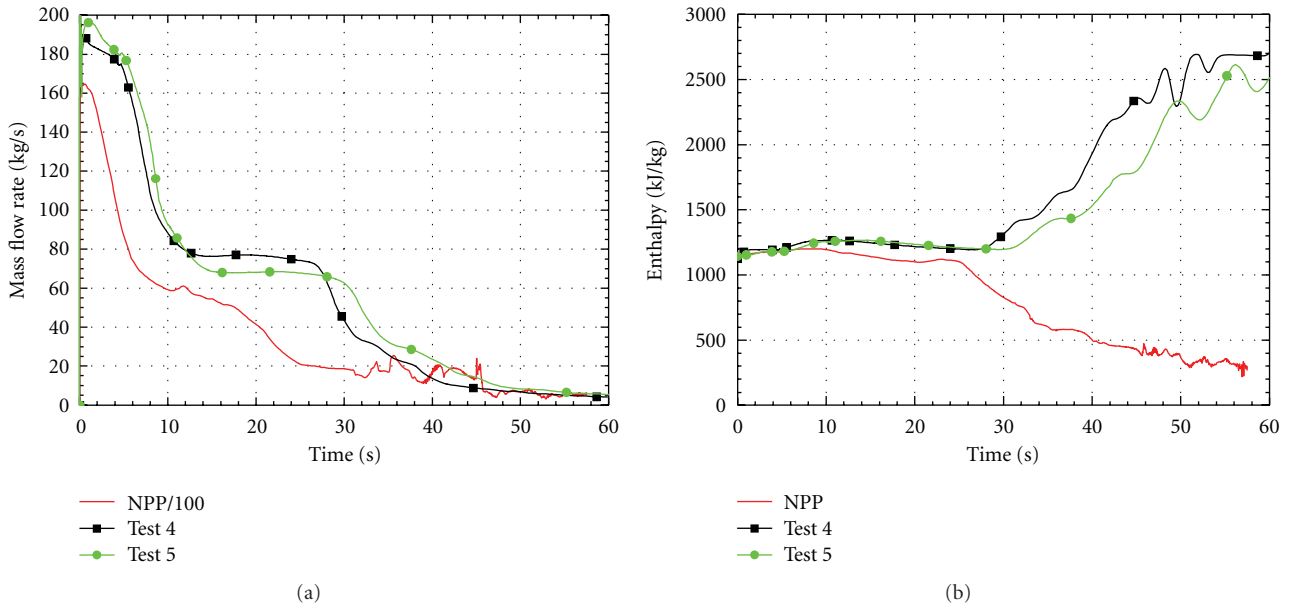 200
180
160
140
120
100
80
60
40
20
0
Mass flow rate (kg/s)
0 10 20 30 40 50 60
Time (s)
NPP/100
Test 4
Test 5
(a)
3000
2500
2000
1500
1000
500
0
Enthalpy (kJ/kg)
0 10 20 30 40 50 60
Time (s)
NPP
Test 4
Test 5
(b)